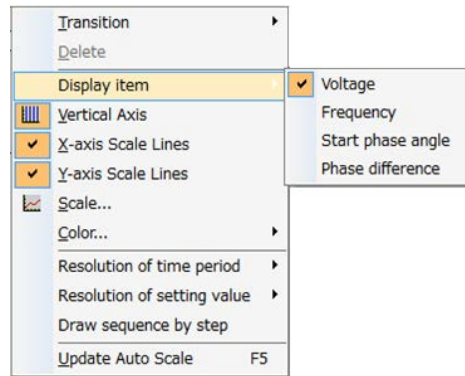 Transition
Delete
Display item
Vertical Axis
X-axis Scale Lines
Y-axis Scale Lines
Scale...
Color...
Resolution of time period
Resolution of setting value
Draw sequence by step
Update Auto Scale F5
Voltage
Frequency
Start phase angle
Phase difference